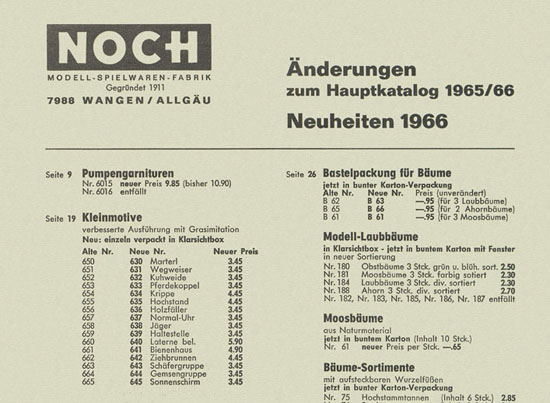 NOCH
MODELL-SPIELWAREN-FABRIK
Gegründet 1911
7988 WANGEN/ALLGÄU
Änderungen
zum Hauptkatalog 1965/66
Neuheiten 1966
Seite 9 Pumpengarnituren
Nr. 6015 neuer Preis 9.85 (bisher 10.90)
Nr. 6016 entfällt
Seite 19 Kleinmotive
verbesserte Ausführung mit Grasimitation
Neu: einzeln verpackt in Klarsichtbox
Alte Nr. Neue Nr. Neuer Preis
650 630 Marterl 3.45
651 631 Wegweiser 3.45
652 632 Kuhweide 3.45
653 633 Pferdekoppel 3.45
654 634 Krippe 4.45
655 635 Hochstand 4.45
656 636 Holzfäller 3.45
657 637 Normal-Uhr 3.45
658 638 Jäger 3.45
659 639 Haltestelle 3.45
660 640 Laterne bel. 5.90
661 641 Bienenhaus 4.90
662 642 Ziehbrunnen 4.45
663 643 Schäfergruppe 3.45
664 644 Gemsengruppe 3.45
665 645 Sonnenschirm 3.45
Seite 26 Bastelpackung für Bäume
jetzt in bunter Karton-Verpackung
Alte Nr. Neue Nr. Preis (unverändert)
B 62 B 63 —.95 (für 3 Laubbäume)
B 65 B 66 —.95 (für 2 Ahornbäume)
B 61 B 61 —.95 (für 3 Moosbäume)
Modell-Laubbäume
in Klarsichtbox - jetzt in buntem Karton mit Fenster
in neuer Sortierung
Nr. 180 Obstbäume 3 Stck. grün u. blüh. sort. 2.50
Nr. 181 Moosbäume 3 Stck. farbig sotiert 2.30
Nr. 184 Laubbäume 3 Stck. div. sortiert 2.30
Nr. 188 Ahorn 3 Stck. div. sortiert 2.70
Nr. 182, Nr. 183, Nr. 185, Nr. 186, Nr. 187 entfällt
Moosbäume
aus Naturmaterial
jetzt in buntem Karton (Inhalt 10 Stck.)
Nr. 61 neuer Preis per Stck. —.65
Bäume-Sortimente
mit aufsteckbaren Wurzelfüßen
jetzt in bunter Karton-Verpackung
Nr. 75 Hochstammtannen (Inhalt 6 Stck.) 2.85